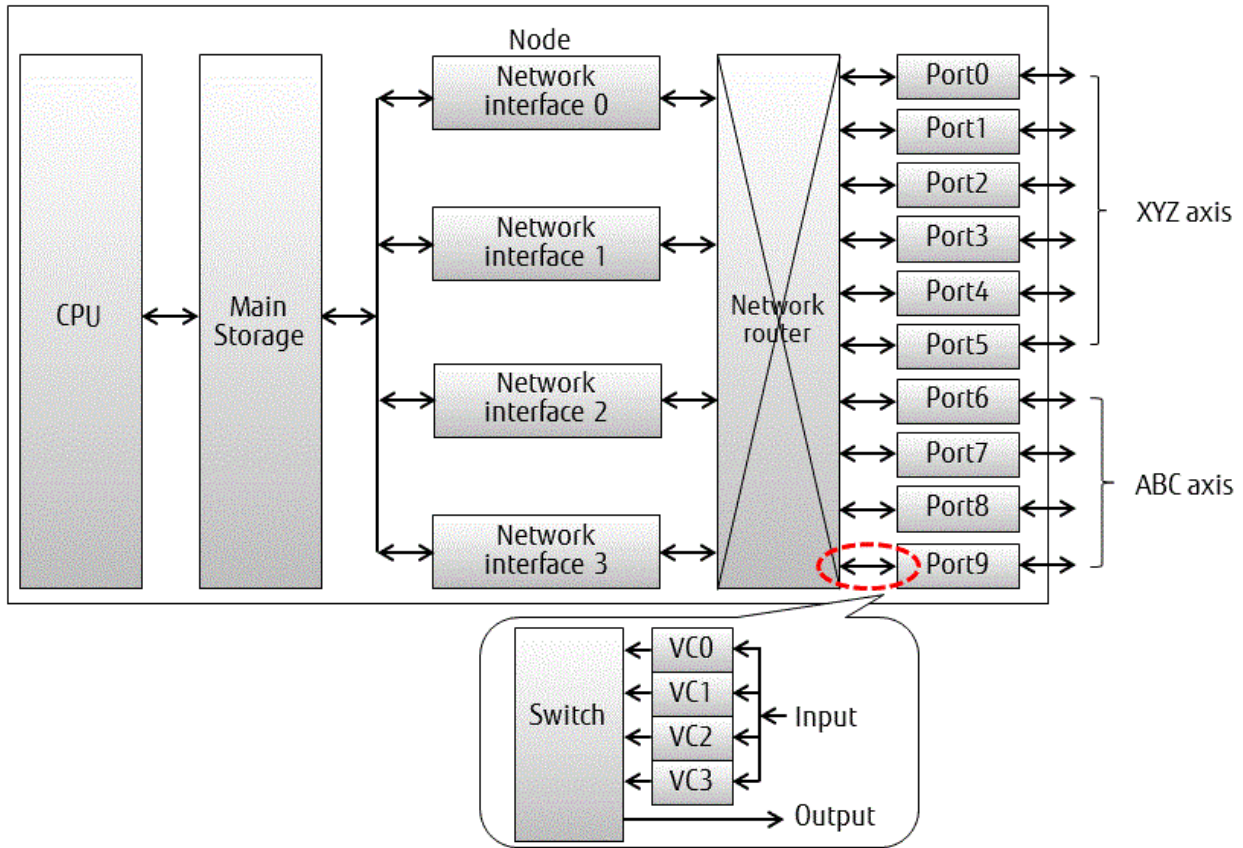 Node
CPU
Main
Storage
Network
interface 0
Network
interface 1
Network
interface 2
Network
interface 3
Network
router
Port0
Port1
Port2
Port3
Port4
Port5
Port6
Port7
Port8
Port9
XYZ axis
ABC axis
Switch
VC0
VC1
VC2
VC3
Input
Output